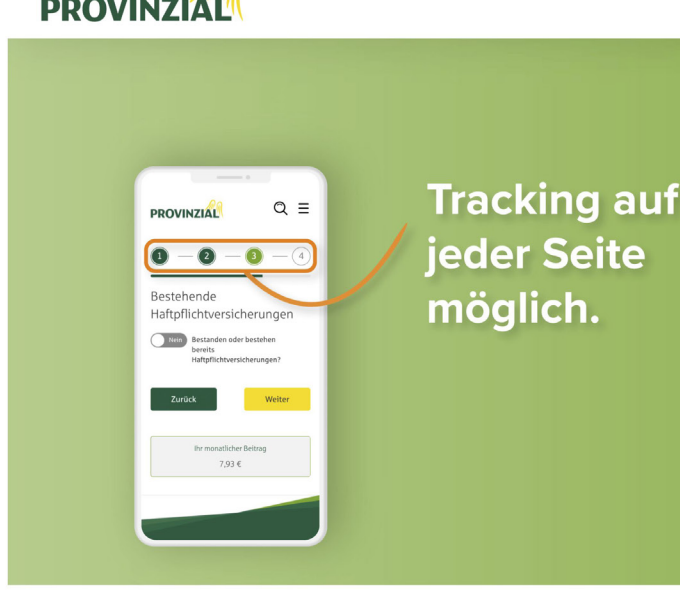 PROVINZIAL
PROVINZIAL
1
2
3
4
Bestehende
Haftpflichtversicherungen
Nein
Bestanden oder bestehen
bereits
Haftpflichtversicherungen?
Zurück
Weiter
Ihr monatlicher Beitrag
7,93 €
Tracking auf
jeder Seite
möglich.